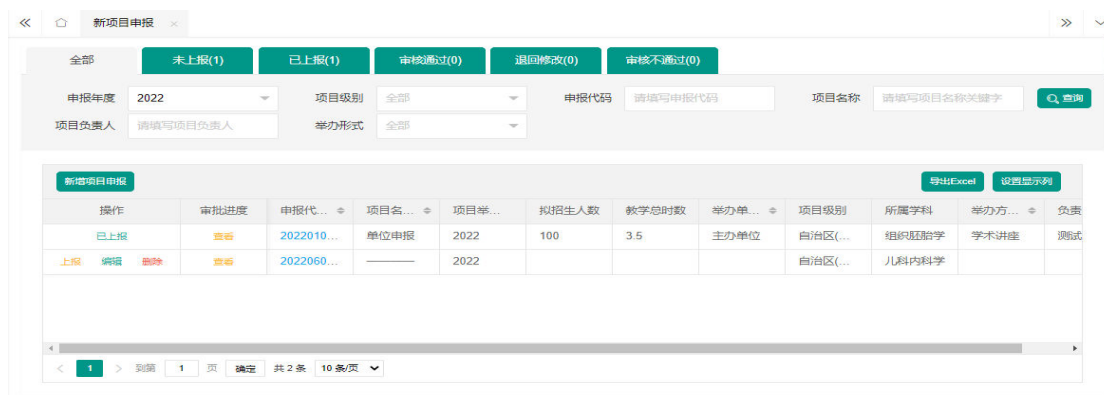 新项目申报
全部 未上报(1) 已上报(1) 审核通过(0) 退回修改(0) 审核不通过(0)
申报年度 2022 项目级别 全部 申报代码 请填写申报代码 项目名称 请填写项目名称关键字 查询
项目负责人 请填写项目负责人 举办形式 全部
新增项目申报 导出Excel 设置显示列
操作 审批进度 申报代... 项目名... 项目举... 拟招生人数 教学总时数 举办单... 项目级别 所属学科 举办方... 负责
已上报 查看 2022010... 单位申报 2022 100 3.5 主办单位 自治区(... 组织胚胎学 学术讲座 测试
上报 编辑 删除 查看 2022060... ———— 2022 自治区(... 儿科内科学
1 到第 1 页 确定 共 2 条 10 条/页